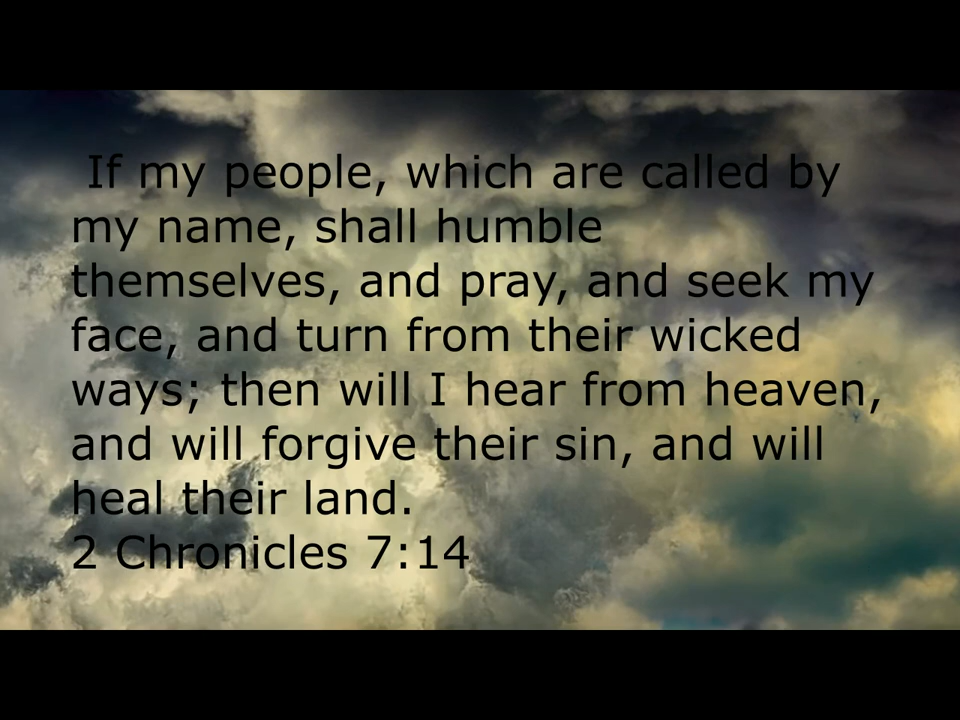 If my people, which are called by
my name, shall humble
themselves, and pray, and seek my
face, and turn from their wicked
ways; then will I hear from heaven,
and will forgive their sin, and will
heal their land.
2 Chronicles 7:14